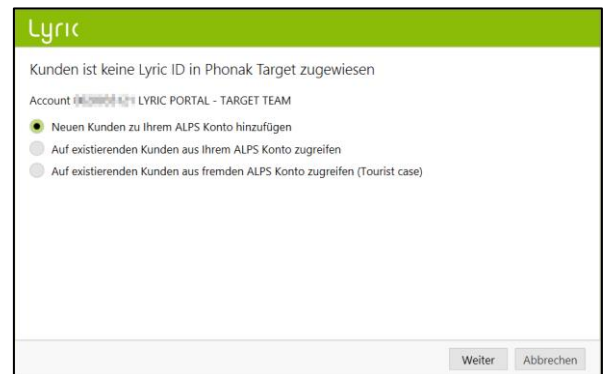 Lyric
Kunden ist keine Lyric ID in Phonak Target zugewiesen
Account LYRIC PORTAL - TARGET TEAM
Neuen Kunden zu Ihrem ALPS Konto hinzufügen
Auf existierenden Kunden aus Ihrem ALPS Konto zugreifen
Auf existierenden Kunden aus fremden ALPS Konto zugreifen (Tourist case)
Weiter Abbrechen